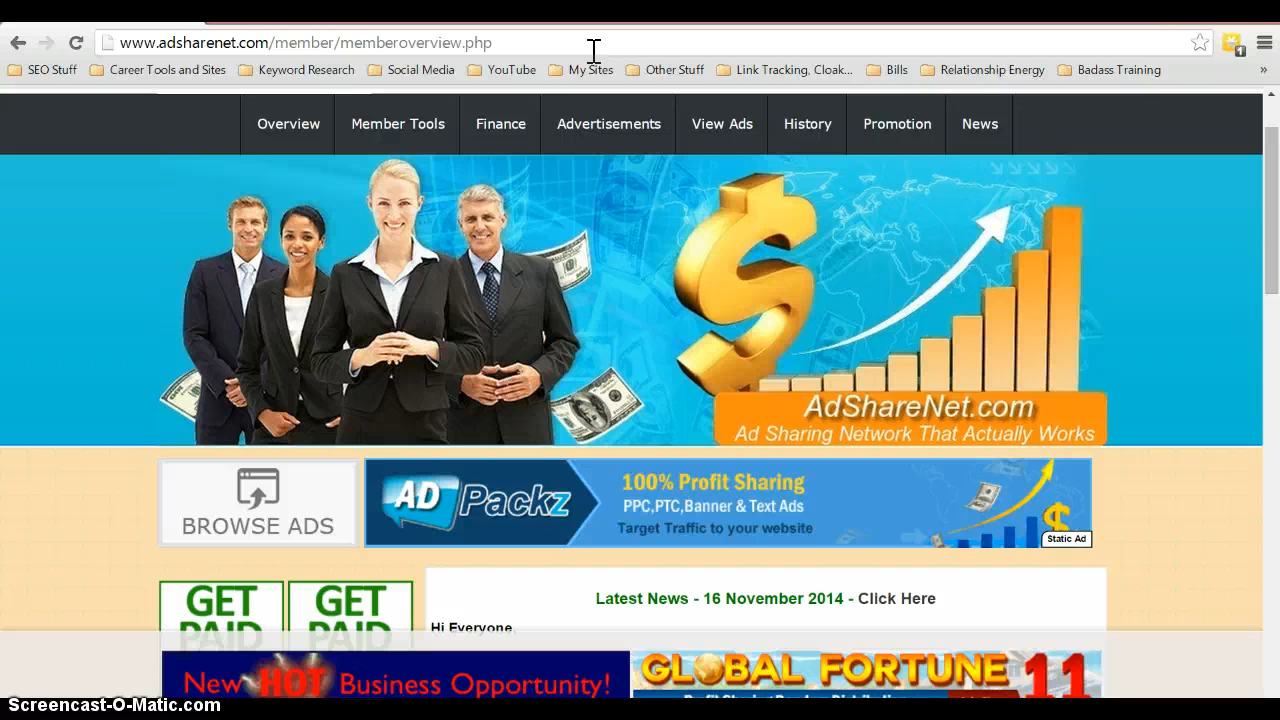 www.adsharenet.com/member/memberoverview.php
1
SEO Stuff Career Tools and Sites Keyword Research Social Media YouTube My Sites Other Stuff Link Tracking, Cloak... Bills Relationship Energy Badass Training »
Overview Member Tools Finance Advertisements View Ads History Promotion News
AdShareNet.com
Ad Sharing Network That Actually Works
BROWSE ADS
AD Packz
100% Profit Sharing
PPC,PTC,Banner & Text Ads
Target Traffic to your website
Static Ad
GET PAID
GET PAID
Latest News - 16 November 2014 - Click Here
Hi Everyone,
New HOT Business Opportunity!
GLOBAL FORTUNE 11
Screencast-O-Matic.com